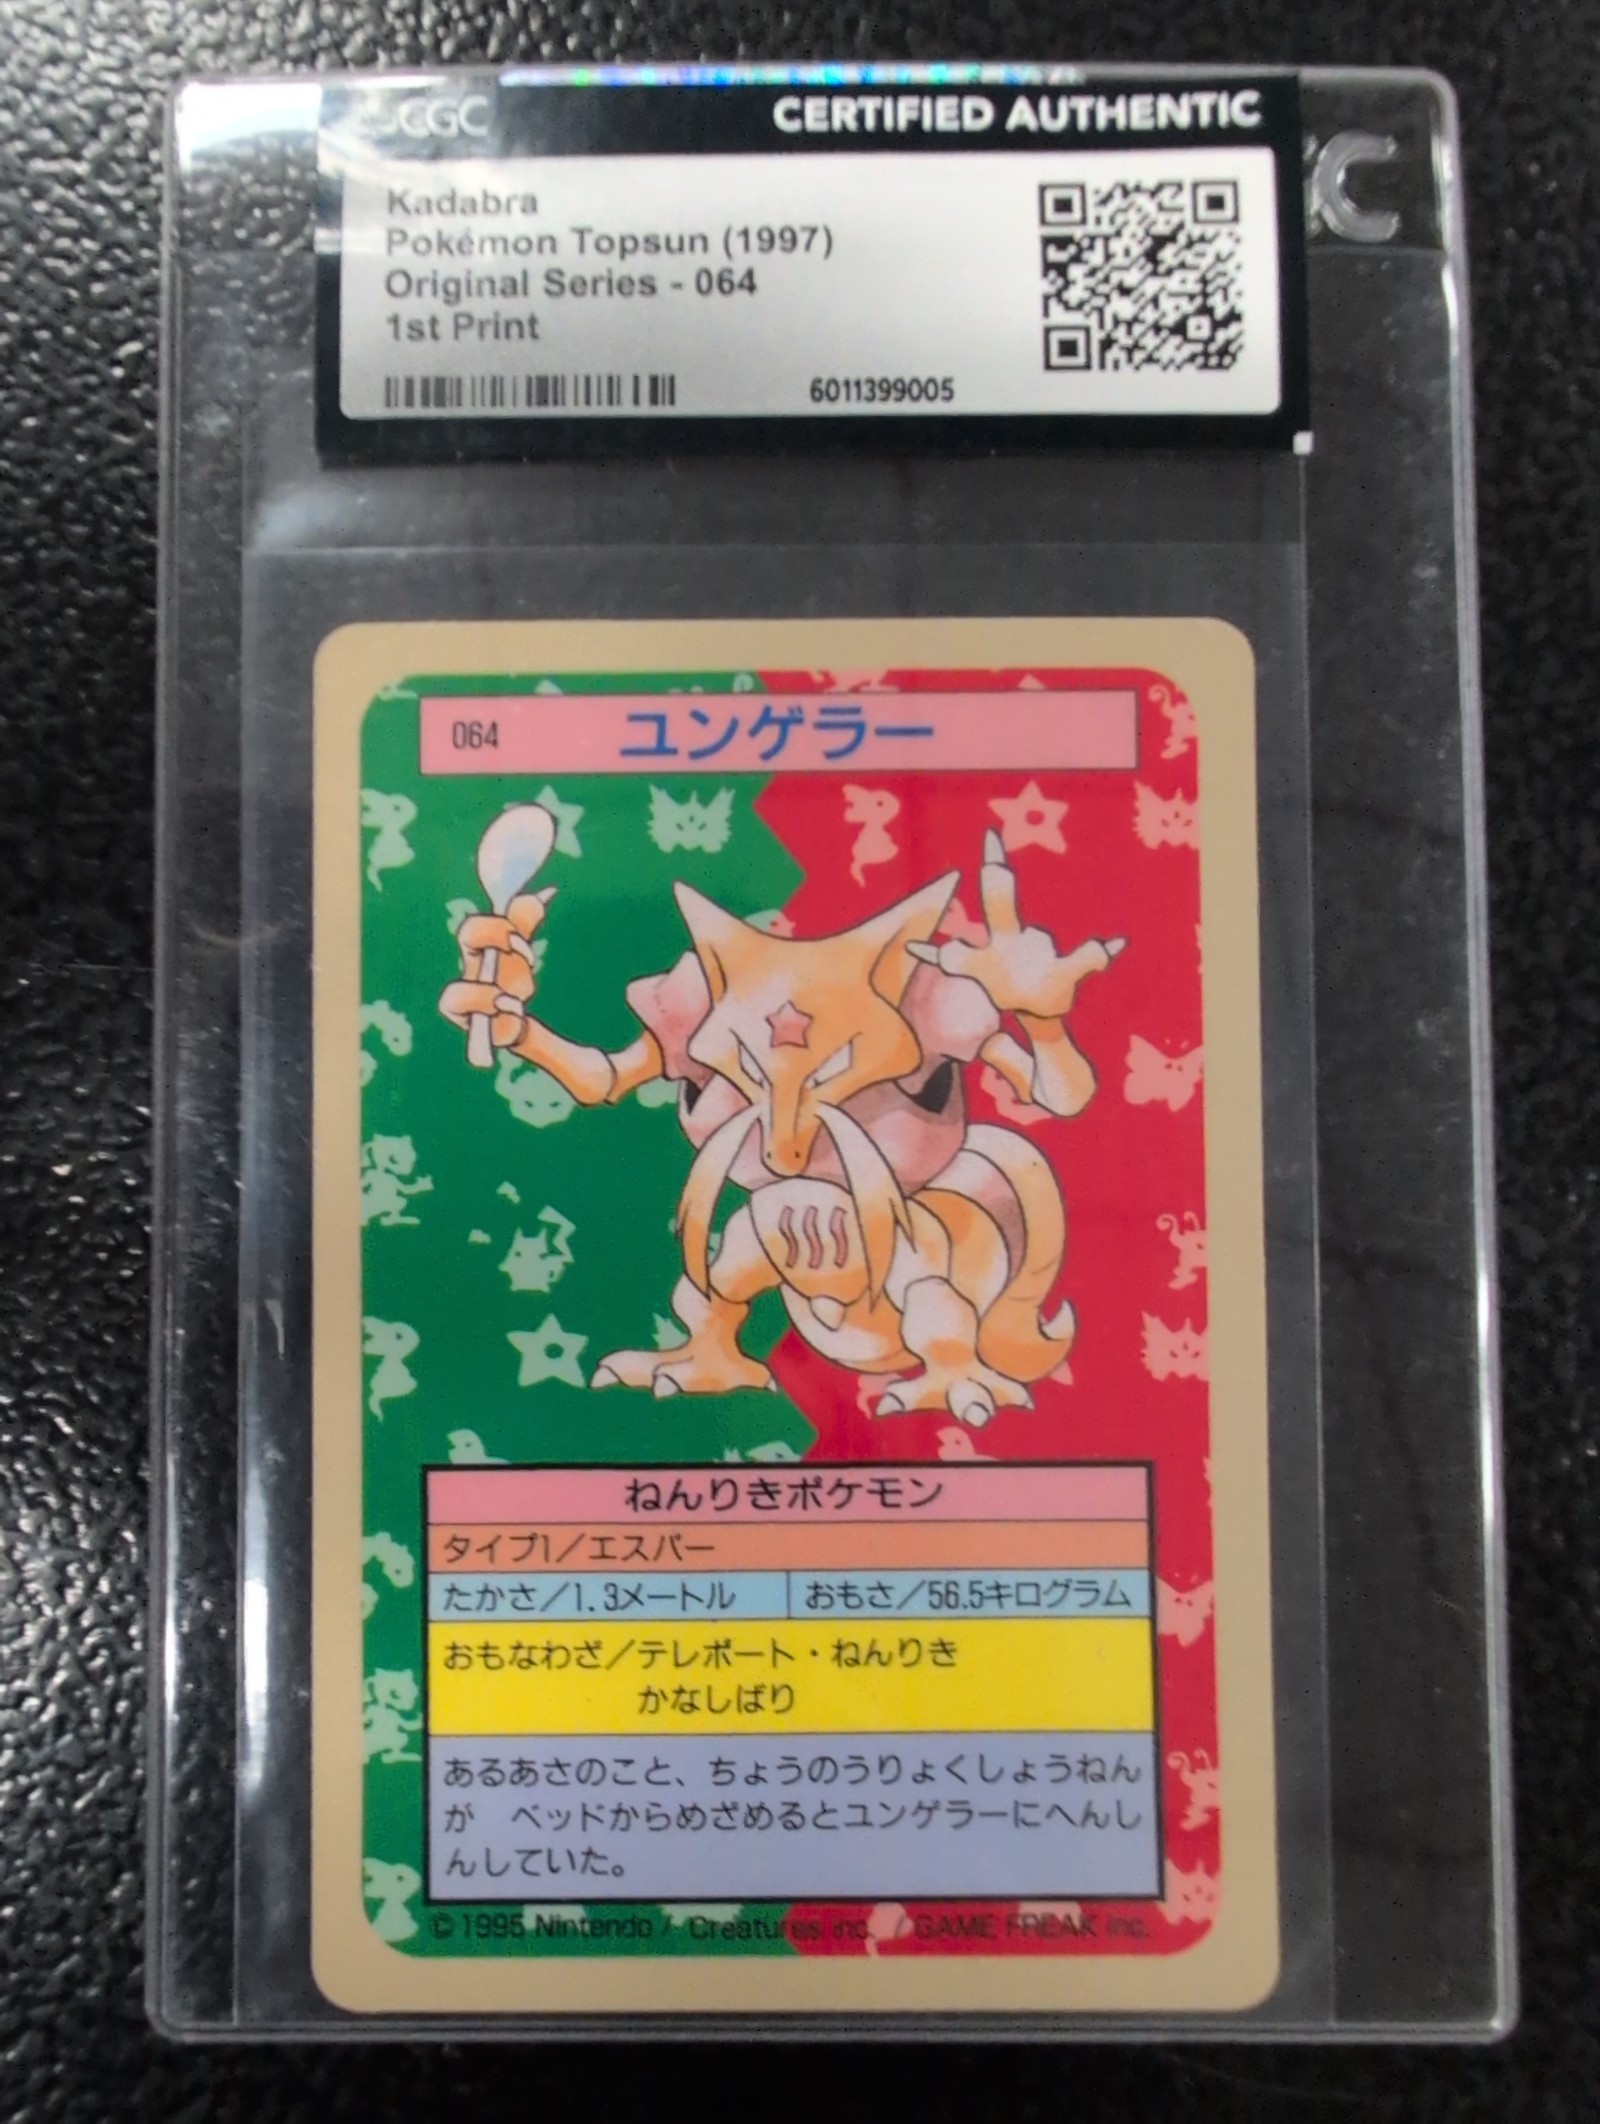 CGC
CERTIFIED AUTHENTIC
Kadabra
Pokémon Topsun (1997)
Original Series - 064
1st Print
6011399005
064 ユンゲラー
ねんりきポケモン
タイプ1／エスパー
たかさ／1.3メートル おもさ／56.5キログラム
おもなわざ／テレポート・ねんりき
かなしばり
あるあさのこと、ちょうのうりょくしょうねん
が ベッドからめざめるとユンゲラーにへんし
んしていた。
© 1995 Nintendo / Creatures inc. / GAME FREAK inc.